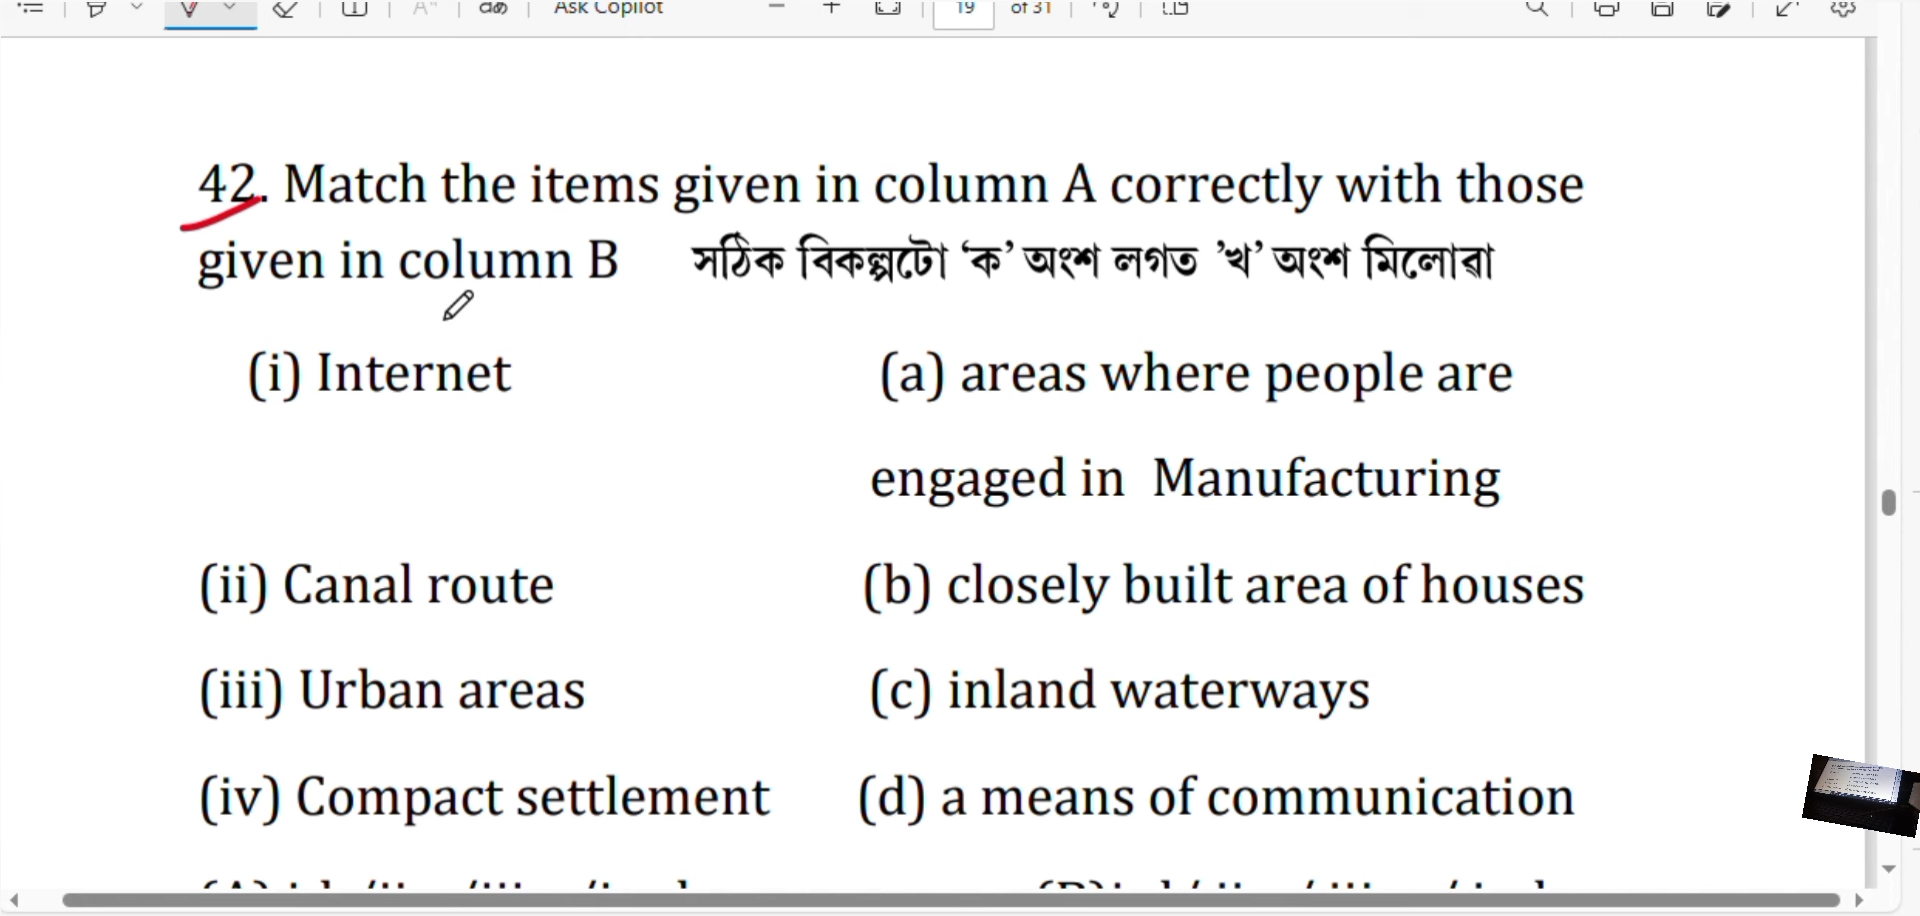 Ask Copilot
19 of 31
42. Match the items given in column A correctly with those
given in column B সঠিক বিকল্পটো ‘ক’ অংশ লগত ’খ’ অংশ মিলোৱা
(i) Internet (a) areas where people are
engaged in Manufacturing
(ii) Canal route (b) closely built area of houses
(iii) Urban areas (c) inland waterways
(iv) Compact settlement (d) a means of communication